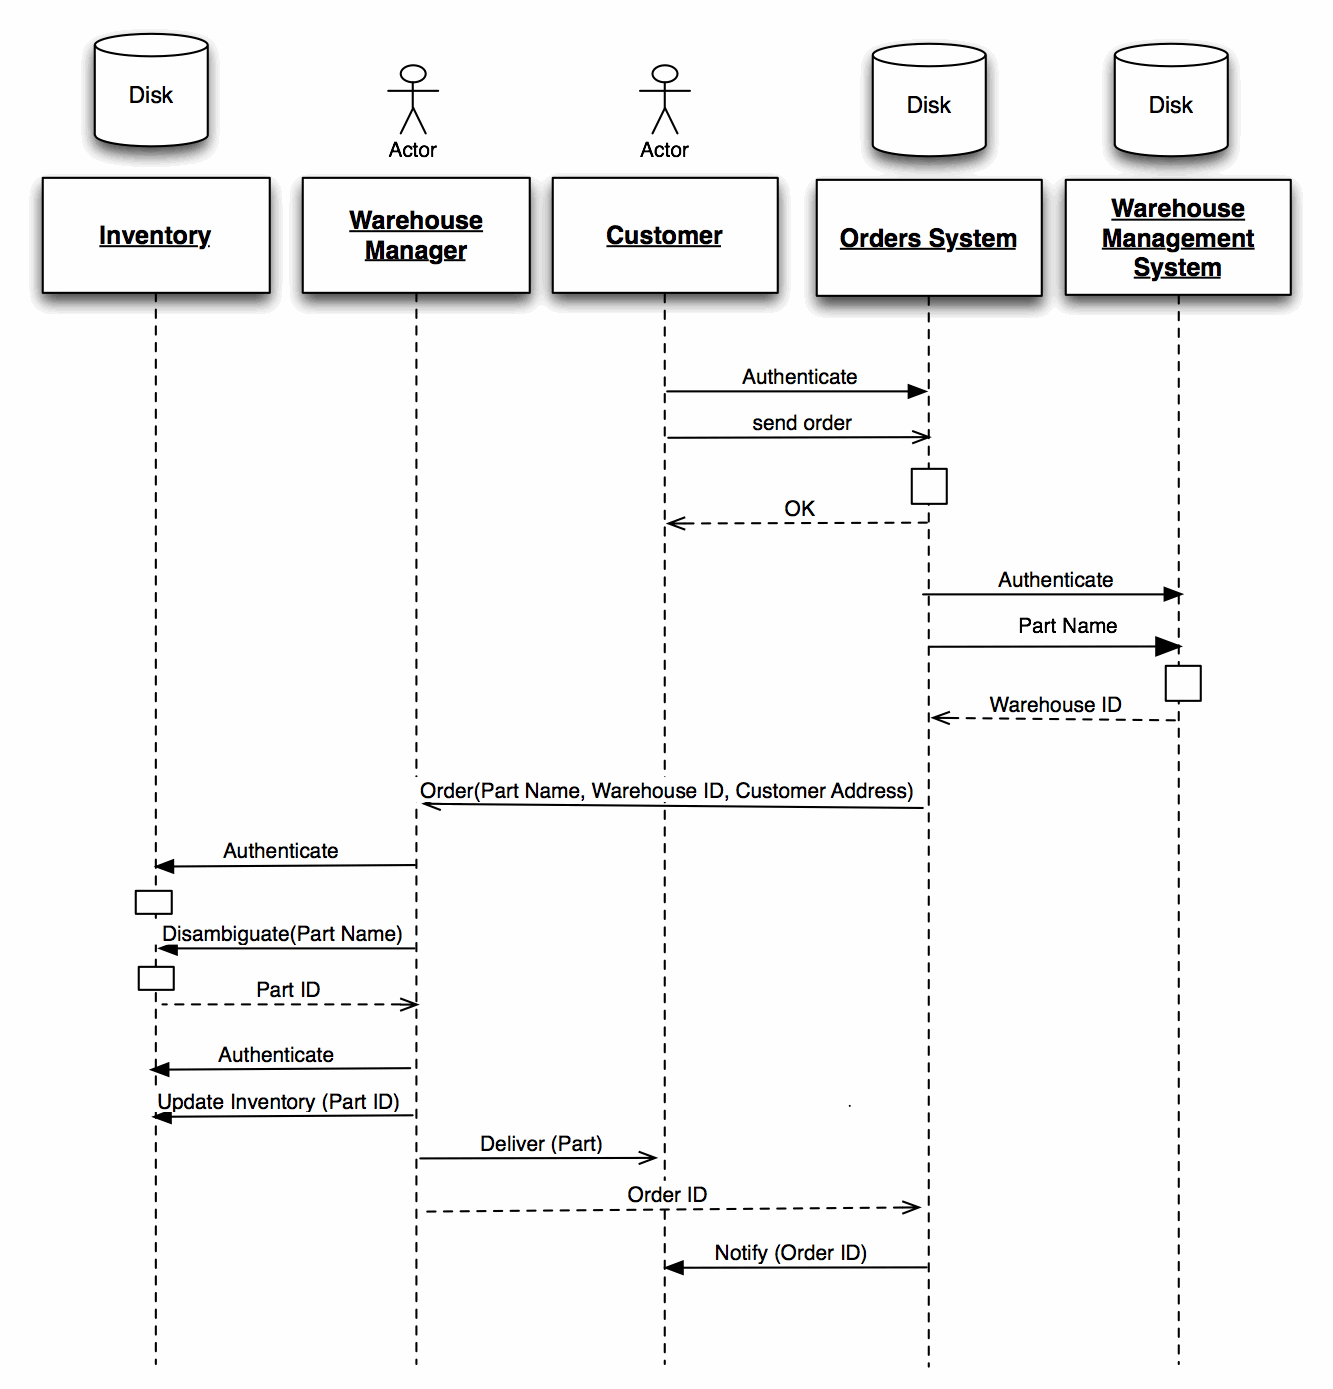 Disk
Actor
Actor
Disk
Disk
Inventory
Warehouse
Manager
Customer
Orders System
Warehouse
Management
System
Authenticate
send order
OK
Authenticate
Part Name
Warehouse ID
Order(Part Name, Warehouse ID, Customer Address)
Authenticate
Disambiguate(Part Name)
Part ID
Authenticate
Update Inventory (Part ID)
Deliver (Part)
Order ID
Notify (Order ID)